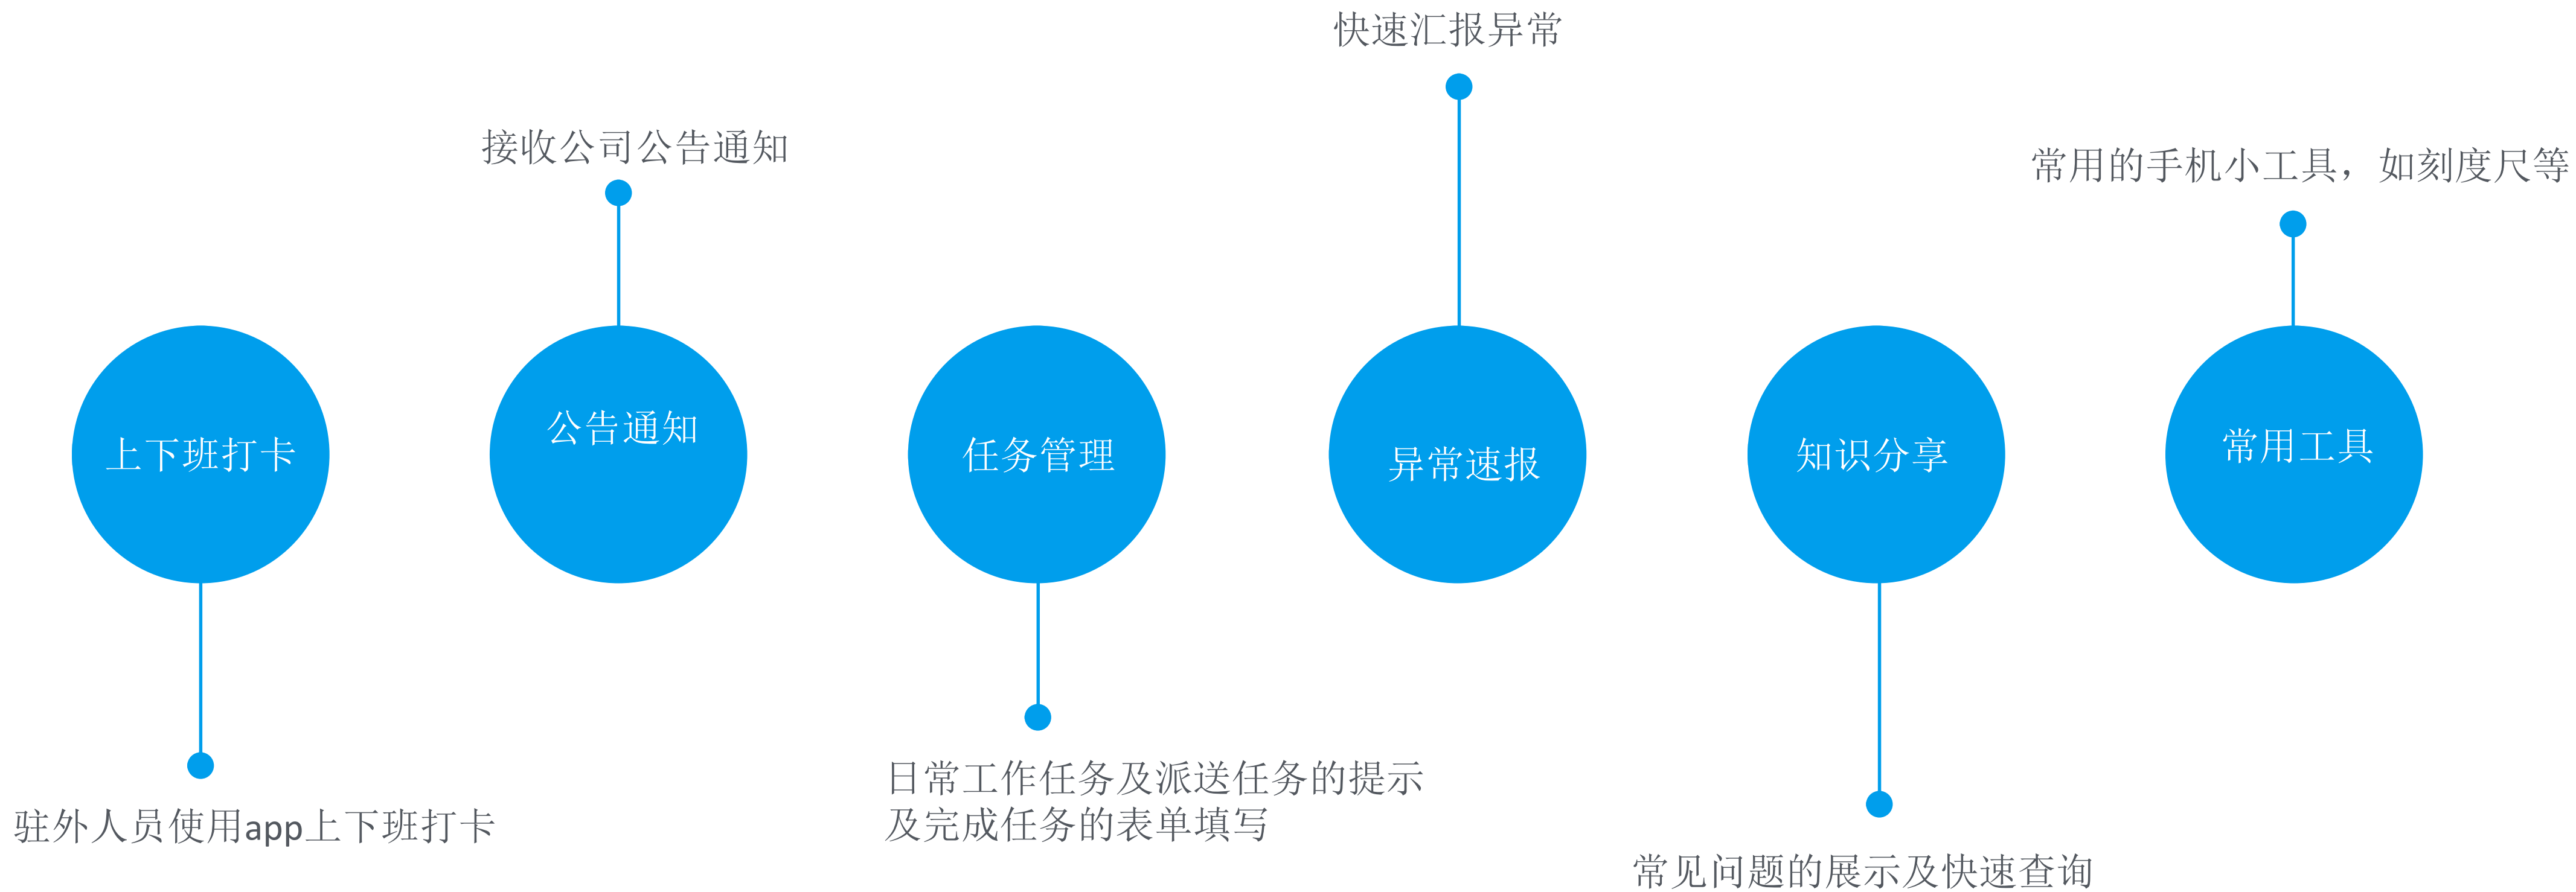 快速汇报异常
接收公司公告通知
常用的手机小工具，如刻度尺等
上下班打卡
公告通知
任务管理
异常速报
知识分享
常用工具
驻外人员使用app上下班打卡
日常工作任务及派送任务的提示
及完成任务的表单填写
常见问题的展示及快速查询